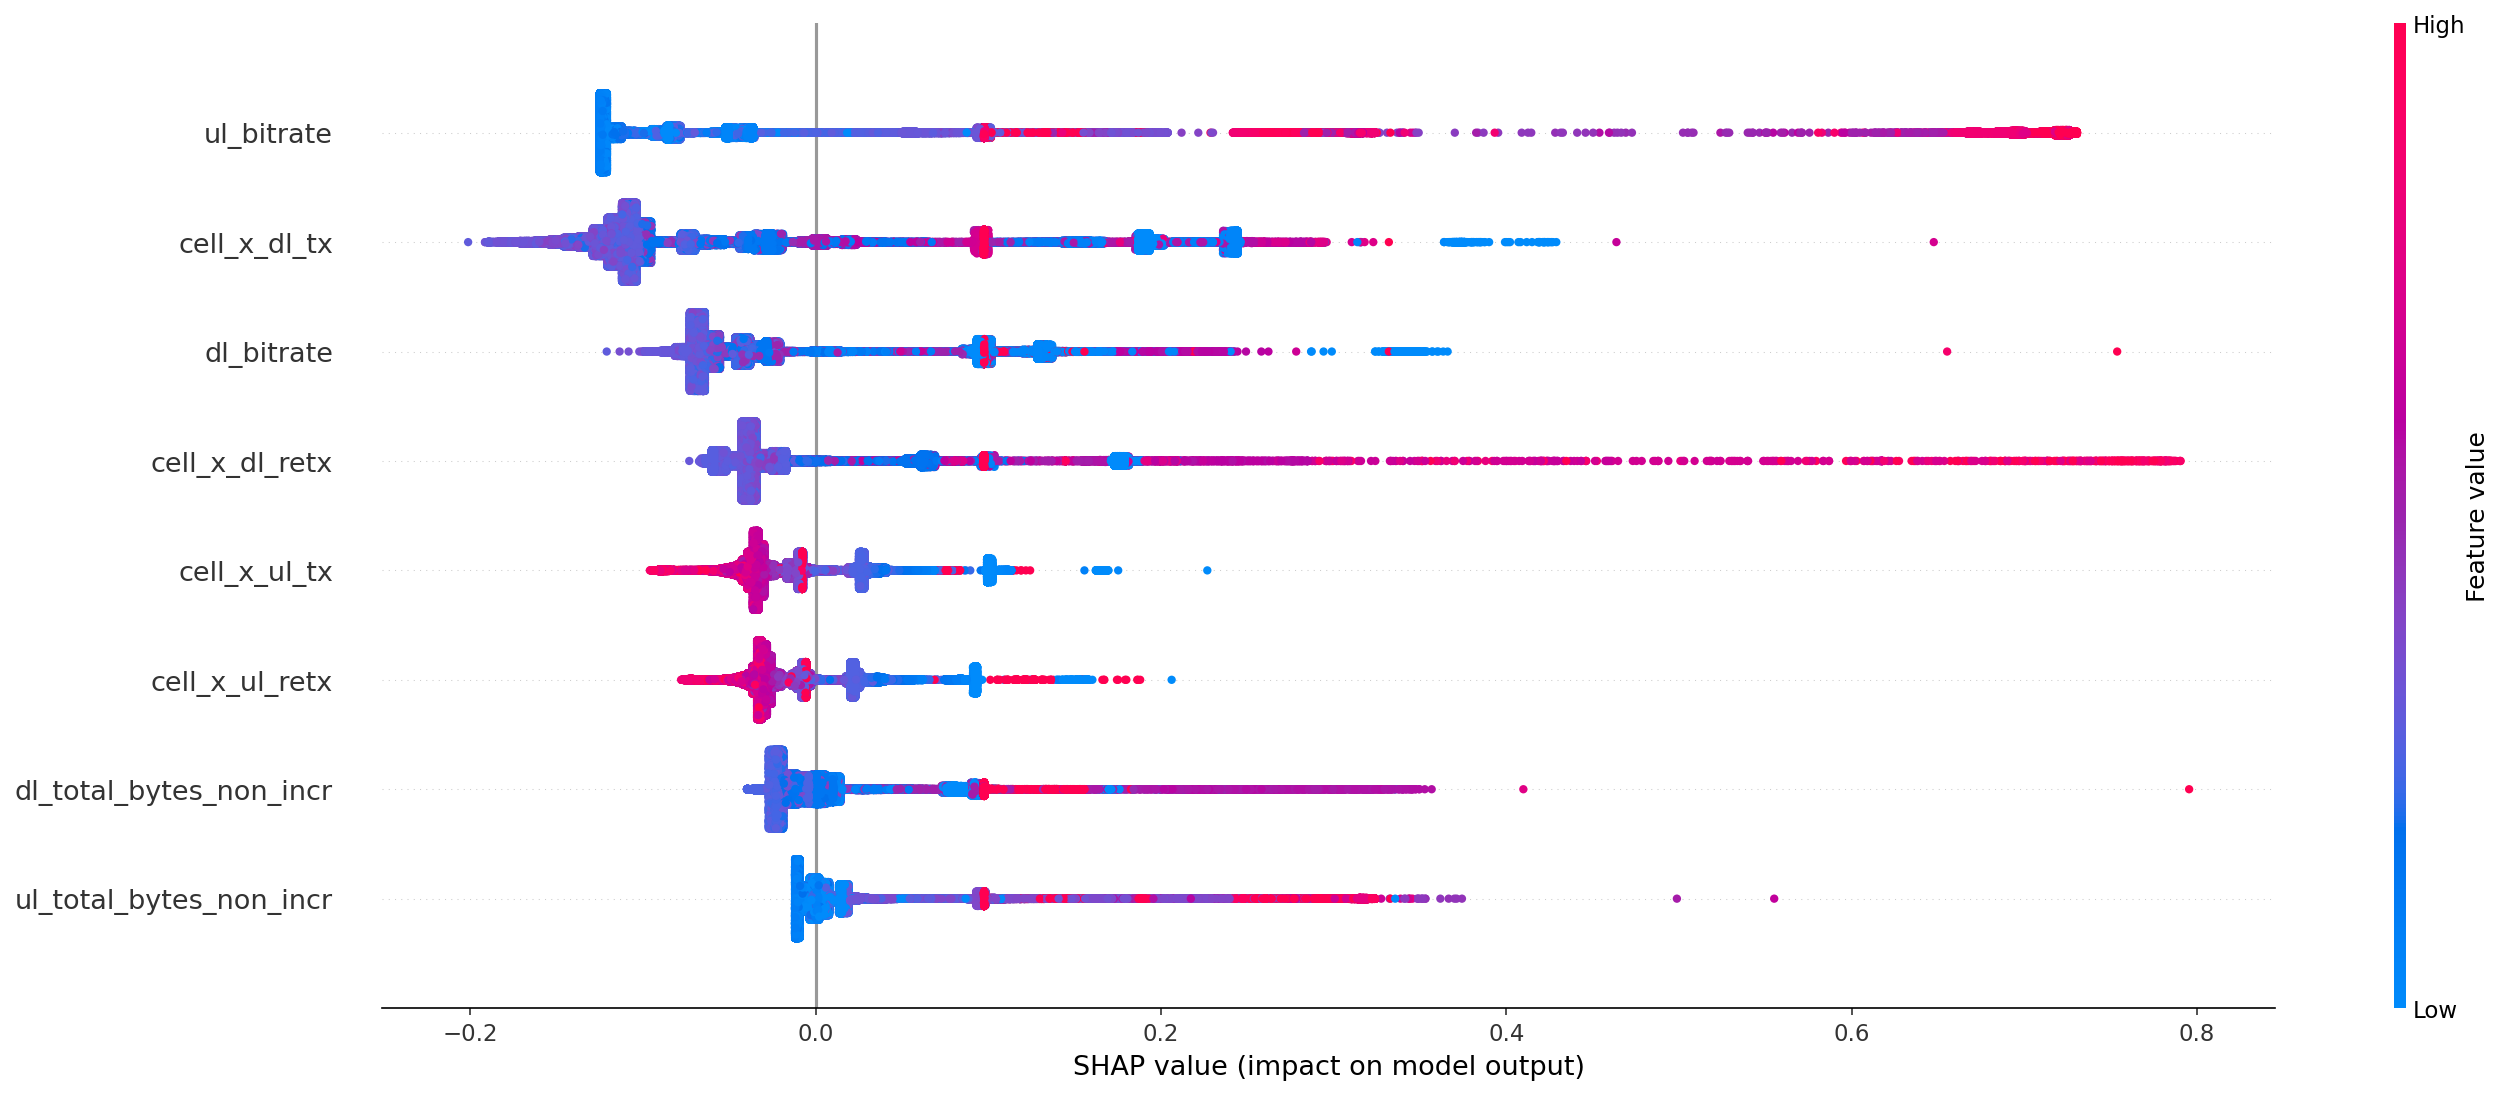 High
ul_bitrate
cell_x_dl_tx
dl_bitrate
cell_x_dl_retx
cell_x_ul_tx
cell_x_ul_retx
dl_total_bytes_non_incr
ul_total_bytes_non_incr
Feature value
Low
−0.2 0.0 0.2 0.4 0.6 0.8
SHAP value (impact on model output)